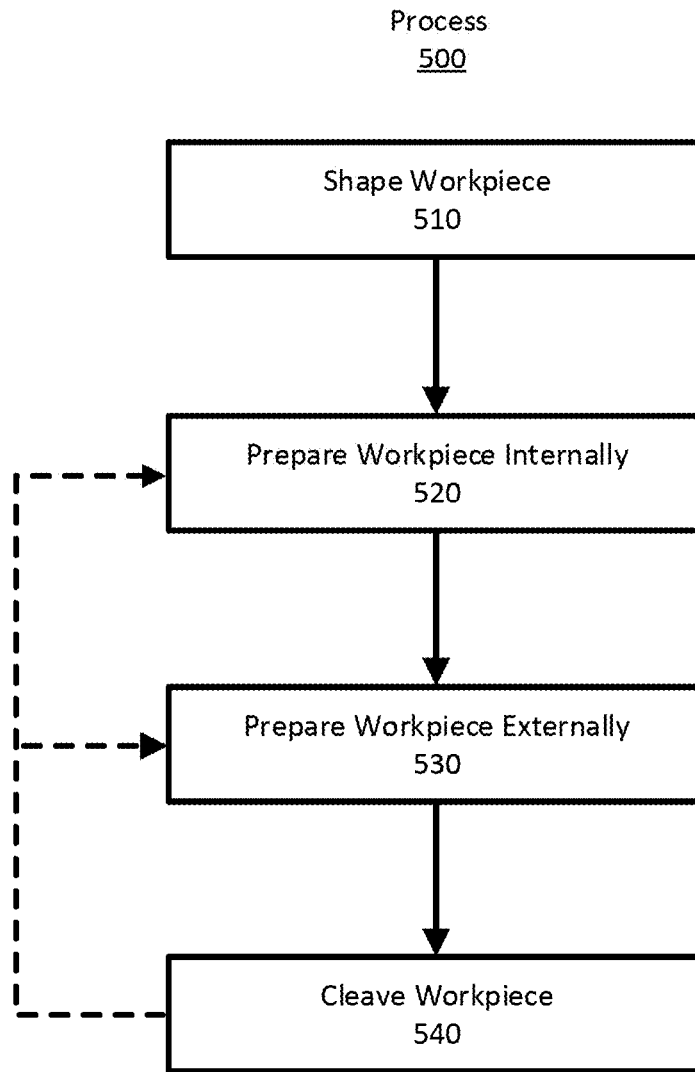 Process
500
Shape Workpiece
510
Prepare Workpiece Internally
520
Prepare Workpiece Externally
530
Cleave Workpiece
540